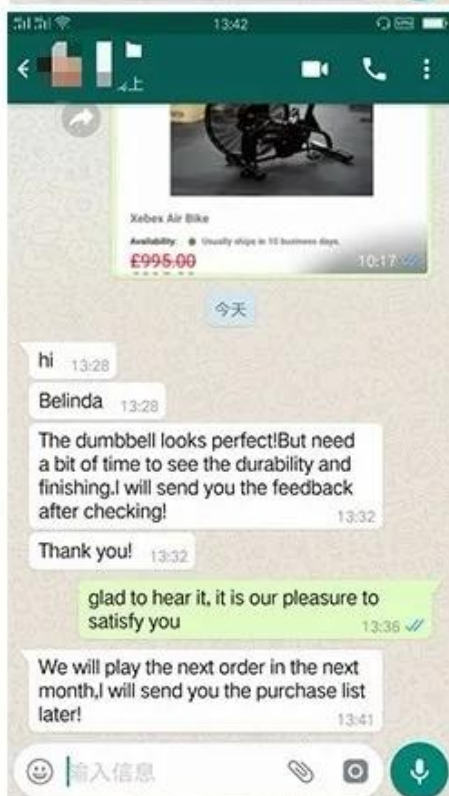 13:42
上
Xebex Air Bike
Availability: Usually ships in 10 business days.
£995.00
10:17
今天
hi 13:28
Belinda 13:28
The dumbbell looks perfect!But need
a bit of time to see the durability and
finishing.I will send you the feedback
after checking!
13:32
Thank you! 13:32
glad to hear it, it is our pleasure to
satisfy you
13:36
We will play the next order in the next
month,I will send you the purchase list
later!
13:41
输入信息